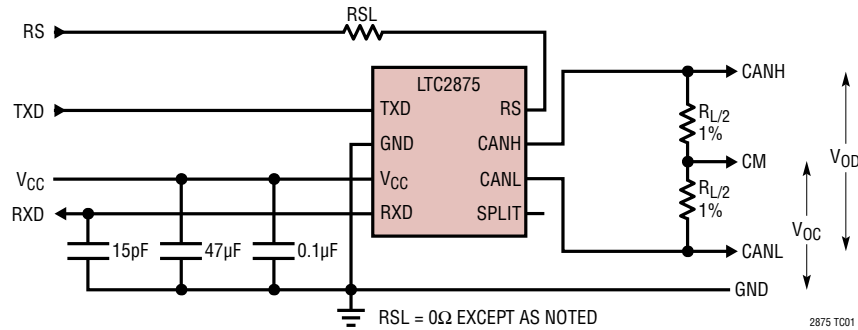 RSL
RS
LTC2875
TXD
TXD
RS
GND
CANH
VCC
VCC
CANL
RXD
RXD
SPLIT
15pF
47µF
0.1µF
CANH
RL/2
1%
CM
RL/2
1%
CANL
VOD
VOC
GND
RSL = 0Ω EXCEPT AS NOTED
2875 TC01